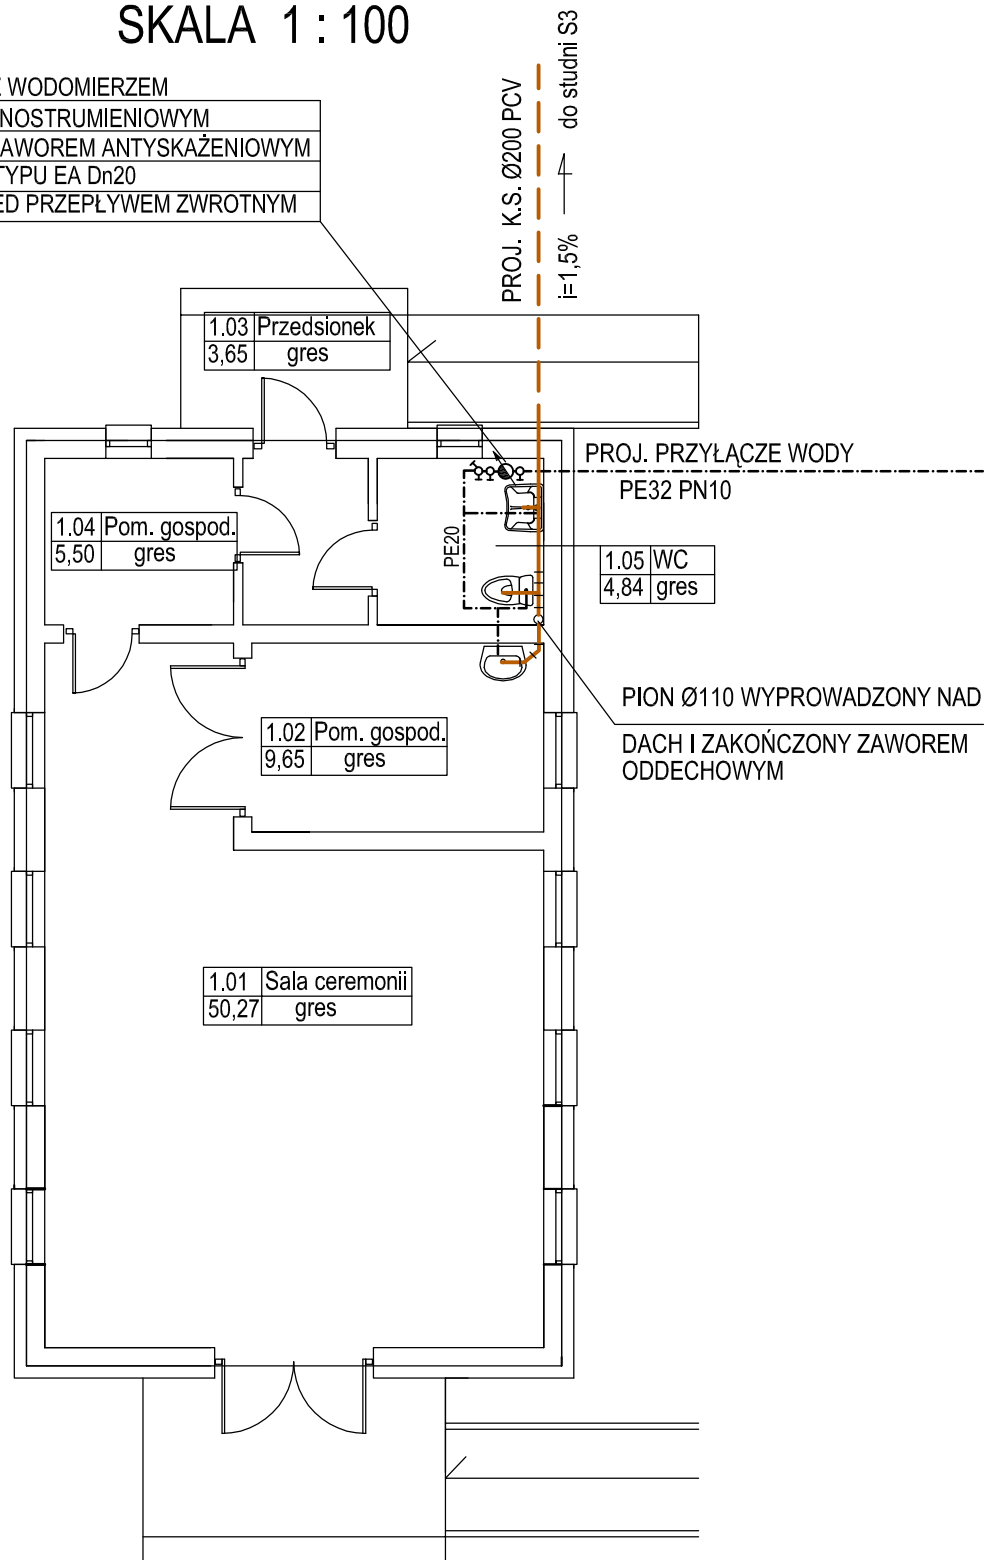 SKALA 1 : 100
WODOMIERZEM
NOSTRUMIENIOWYM
AWOREM ANTYSKAŻENIOWYM
TYPU EA Dn20
ED PRZEPŁYWEM ZWROTNYM
PROJ. K.S. Ø200 PCV
i=1,5%
do studni S3
1.03 Przedsionek
3,65 gres
PROJ. PRZYŁĄCZE WODY
PE32 PN10
1.04 Pom. gospod.
5,50 gres
PE20
1.05 WC
4,84 gres
PION Ø110 WYPROWADZONY NAD
DACH I ZAKOŃCZONY ZAWOREM
ODDECHOWYM
1.02 Pom. gospod.
9,65 gres
1.01 Sala ceremonii
50,27 gres